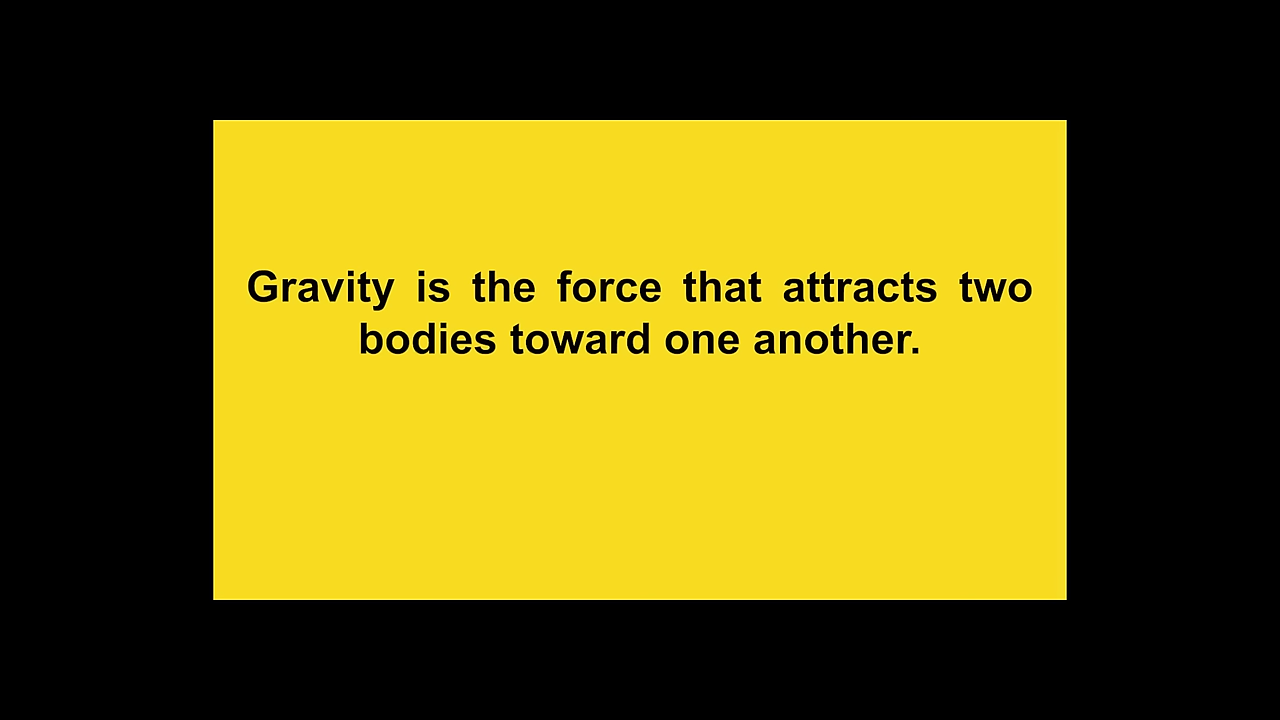 Gravity is the force that attracts two
bodies toward one another.